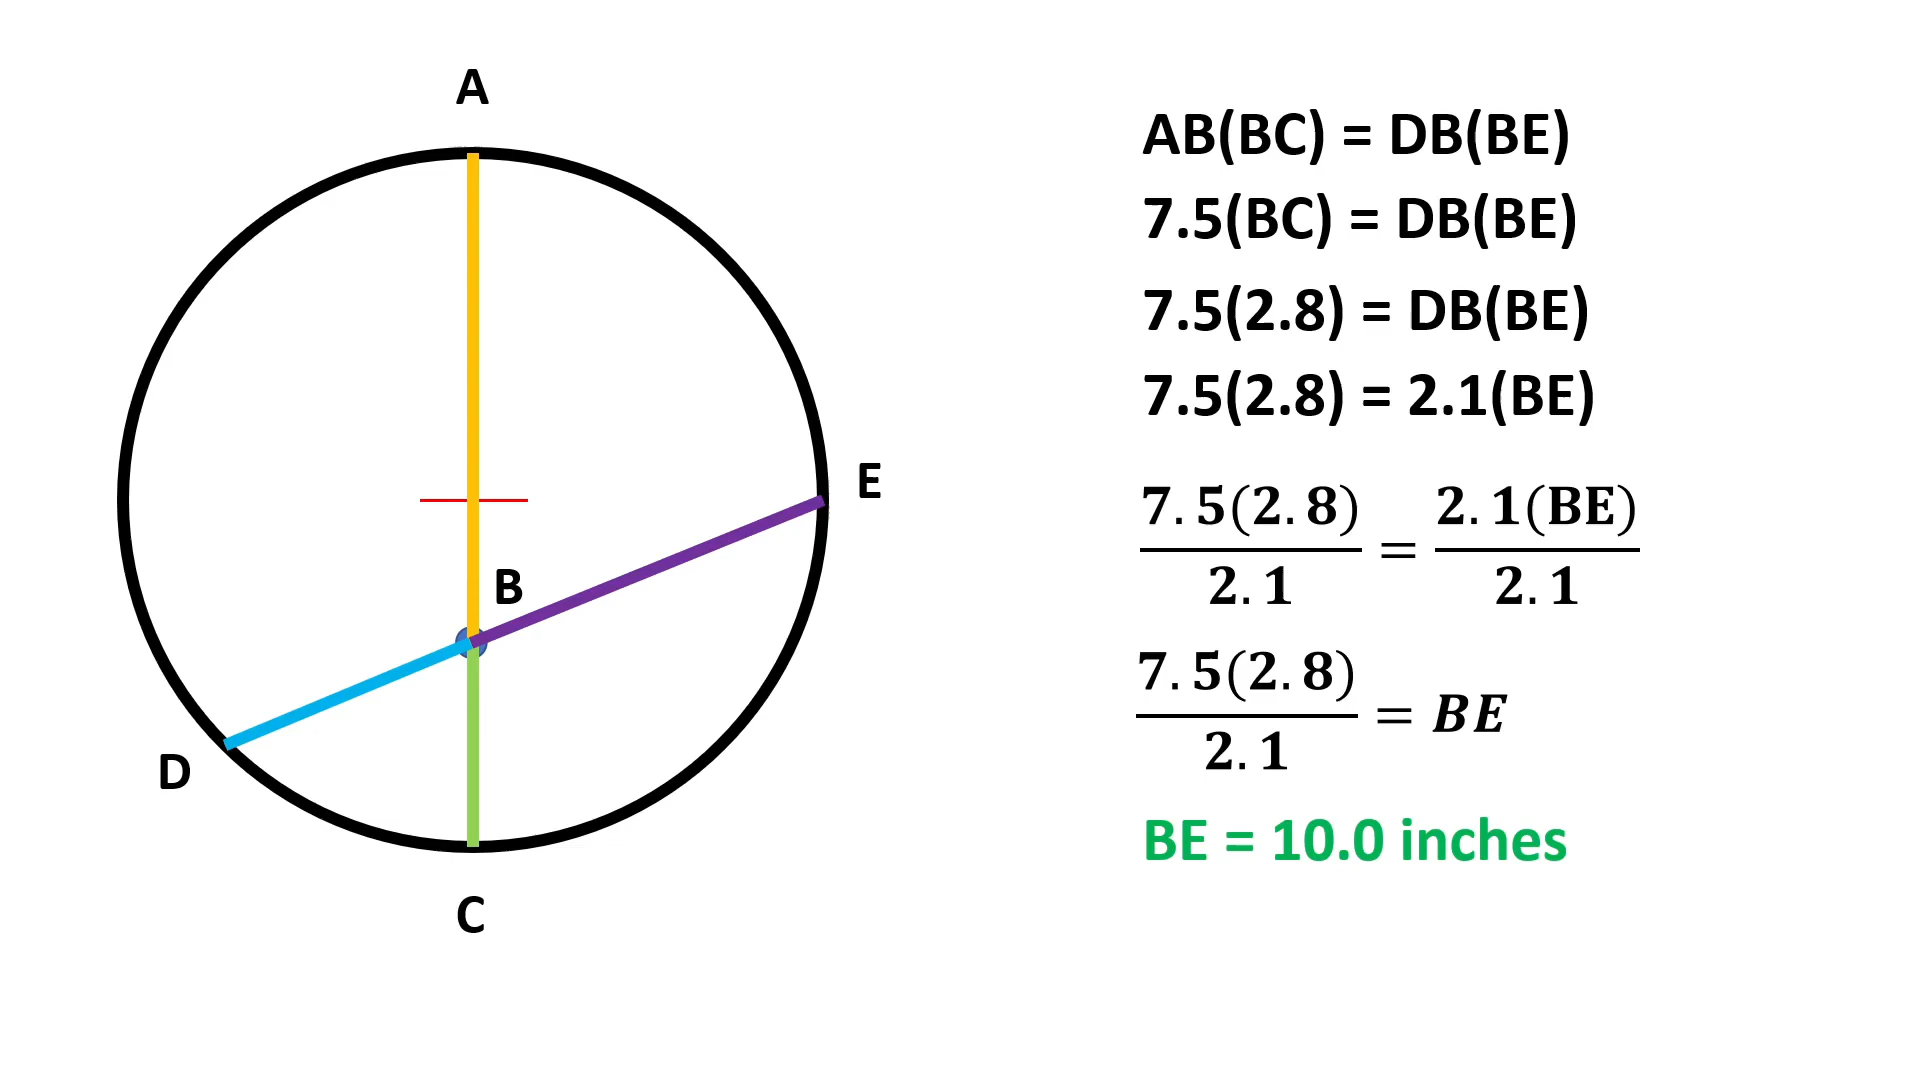 A
E
B
D
C
AB(BC) = DB(BE)
7.5(BC) = DB(BE)
7.5(2.8) = DB(BE)
7.5(2.8) = 2.1(BE)
7.5(2.8) = 2.1(BE)
2.1 2.1
7.5(2.8) = BE
2.1
BE = 10.0 inches